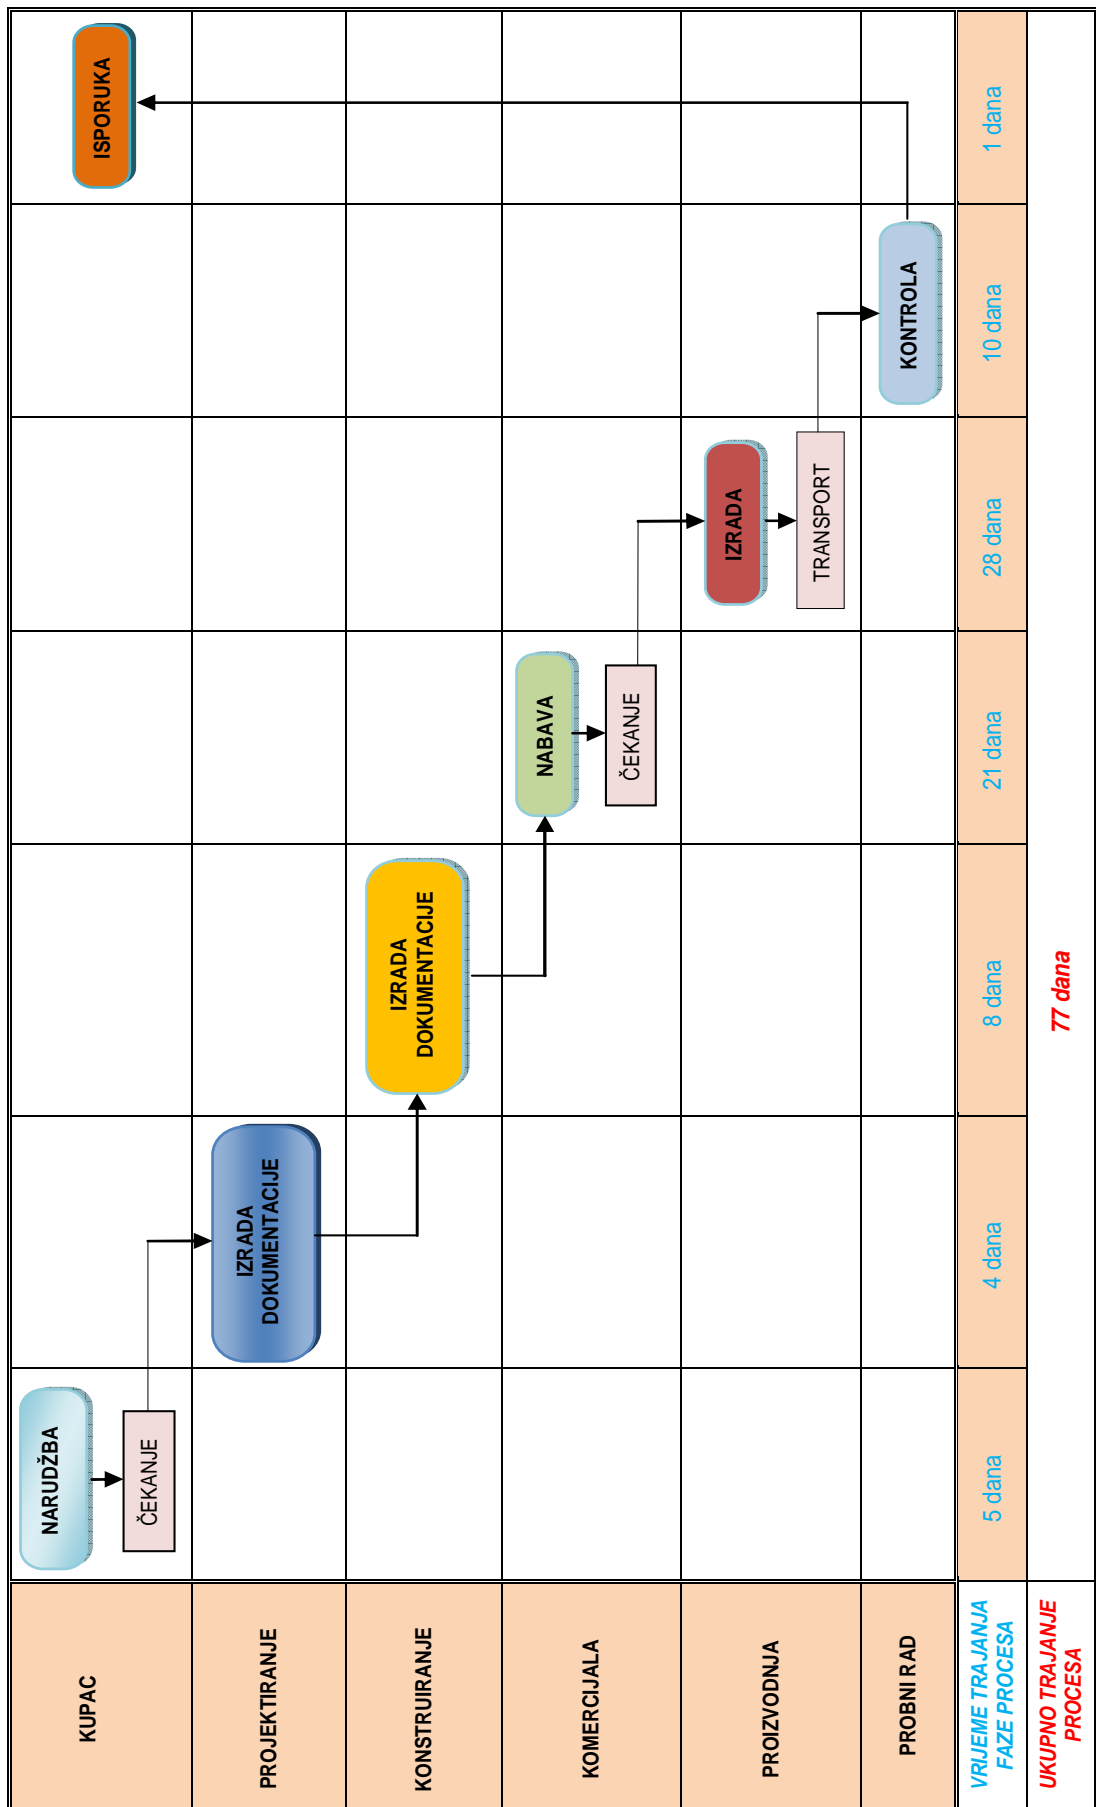 KUPAC
NARUDŽBA
ČEKANJE
ISPORUKA
PROJEKTIRANJE
IZRADA
DOKUMENTACIJE
KONSTRUIRANJE
IZRADA
DOKUMENTACIJE
KOMERCIJALA
NABAVA
ČEKANJE
PROIZVODNJA
IZRADA
TRANSPORT
PROBNI RAD
KONTROLA
VRIJEME TRAJANJA
FAZE PROCESA
5 dana
4 dana
8 dana
21 dana
28 dana
10 dana
1 dana
UKUPNO TRAJANJE
PROCESA
77 dana